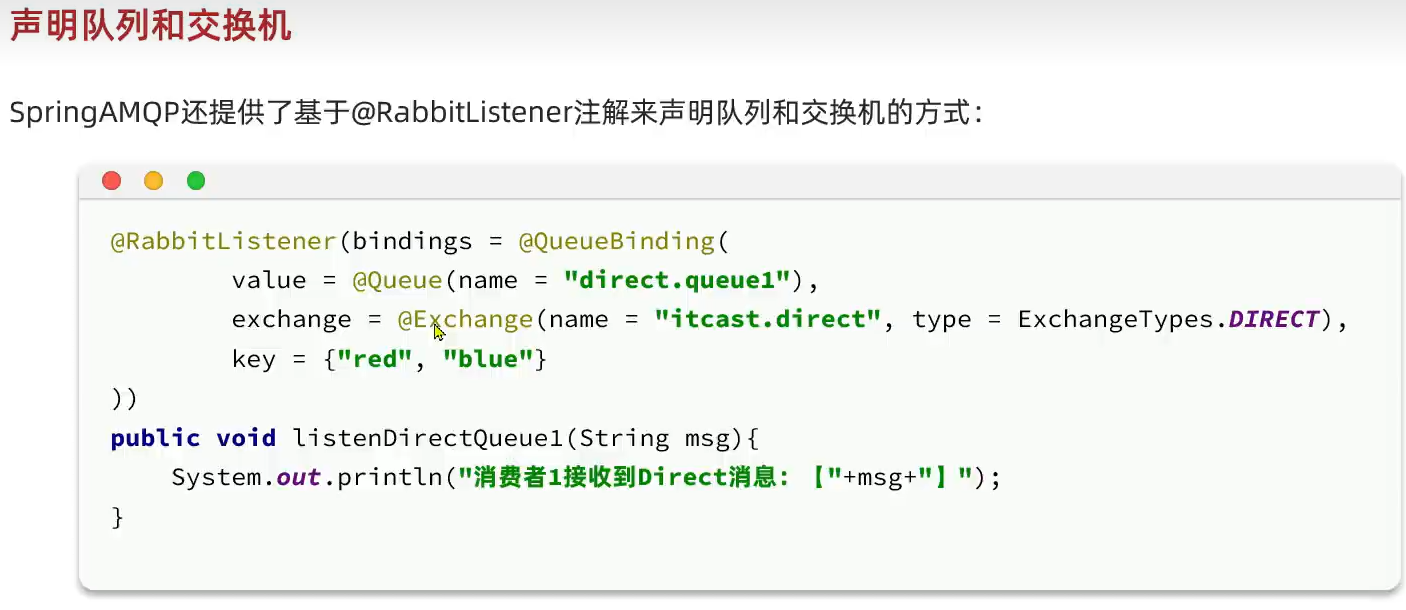 声明队列和交换机
SpringAMQP还提供了基于@RabbitListener注解来声明队列和交换机的方式：
@RabbitListener(bindings = @QueueBinding(
        value = @Queue(name = "direct.queue1"),
        exchange = @Exchange(name = "itcast.direct", type = ExchangeTypes.DIRECT),
        key = {"red", "blue"}
))
public void listenDirectQueue1(String msg){
    System.out.println("消费者1接收到Direct消息：【"+msg+"】");
}